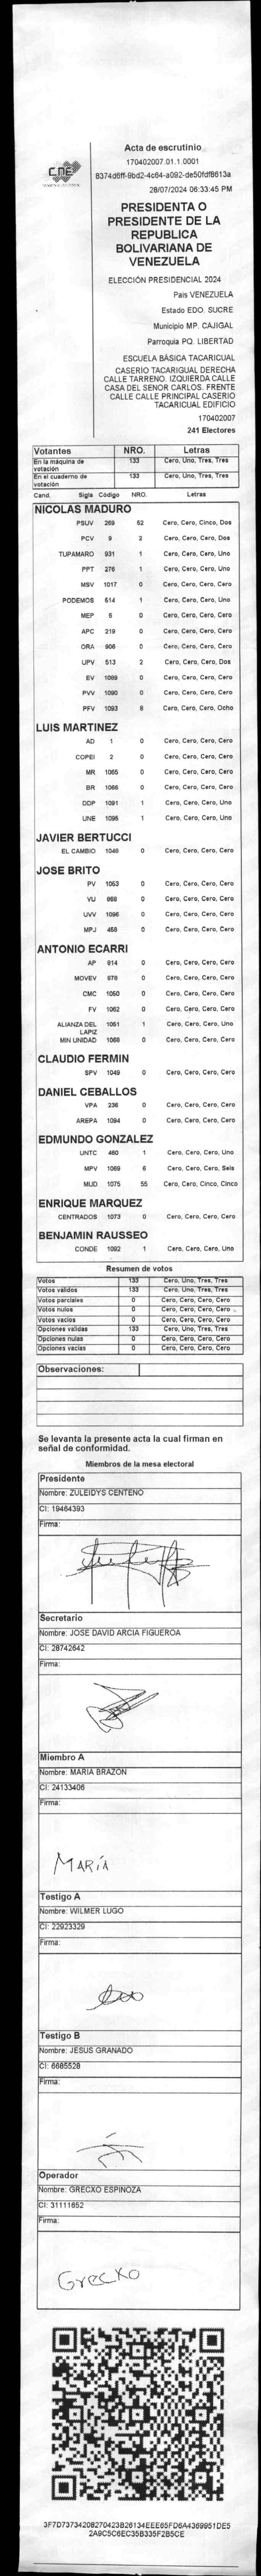 CNE
Acta de escrutinio
170402007.01.1.0001
8374d6ff-9bd2-4c64-a092-de50fdf8613a
28/07/2024 06:33:45 PM
PRESIDENTA O
PRESIDENTE DE LA
REPUBLICA
BOLIVARIANA DE
VENEZUELA
ELECCIÓN PRESIDENCIAL 2024
Pais VENEZUELA
Estado EDO. SUCRE
Municipio MP. CAJIGAL
Parroquia PQ. LIBERTAD
ESCUELA BÁSICA TACARIGUAL
CASERÍO TACARIGUAL DERECHA
CALLE TARRENO. IZQUIERDA CALLE
CASA DEL SENOR CARLOS. FRENTE
CALLE CALLE PRINCIPAL CASERIO
TACARICUAL EDIFICIO
170402007
241 Electores
Votantes NRO. Letras
En la máquina de votación 133 Cero, Uno, Tres, Tres
En el cuaderno de votación 133 Cero, Uno, Tres, Tres
Cand. Sigla Código NRO. Letras
NICOLAS MADURO
PSUV 269 52 Cero, Cero, Cinco, Dos
PCV 9 2 Cero, Cero, Cero, Dos
TUPAMARO 931 1 Cero, Cero, Cero, Uno
PPT 276 1 Cero, Cero, Cero, Uno
MSV 1017 0 Cero, Cero, Cero, Cero
PODEMOS 514 1 Cero, Cero, Cero, Uno
MEP 5 0 Cero, Cero, Cero, Cero
APC 219 0 Cero, Cero, Cero, Cero
ORA 906 0 Cero, Cero, Cero, Cero
UPV 513 2 Cero, Cero, Cero, Dos
EV 1089 0 Cero, Cero, Cero, Cero
PVV 1090 0 Cero, Cero, Cero, Cero
PFV 1093 8 Cero, Cero, Cero, Ocho
LUIS MARTINEZ
AD 1 0 Cero, Cero, Cero, Cero
COPEI 2 0 Cero, Cero, Cero, Cero
MR 1065 0 Cero, Cero, Cero, Cero
BR 1066 0 Cero, Cero, Cero, Cero
DDP 1091 1 Cero, Cero, Cero, Uno
UNE 1095 1 Cero, Cero, Cero, Uno
JAVIER BERTUCCI
EL CAMBIO 1048 0 Cero, Cero, Cero, Cero
JOSE BRITO
PV 1053 0 Cero, Cero, Cero, Cero
VU 868 0 Cero, Cero, Cero, Cero
UVV 1096 0 Cero, Cero, Cero, Cero
MPJ 458 0 Cero, Cero, Cero, Cero
ANTONIO ECARRI
AP 814 0 Cero, Cero, Cero, Cero
MOVEV 878 0 Cero, Cero, Cero, Cero
CMC 1050 0 Cero, Cero, Cero, Cero
FV 1062 0 Cero, Cero, Cero, Cero
ALIANZA DEL LAPIZ 1051 1 Cero, Cero, Cero, Uno
MIN UNIDAD 1068 0 Cero, Cero, Cero, Cero
CLAUDIO FERMIN
SPV 1049 0 Cero, Cero, Cero, Cero
DANIEL CEBALLOS
VPA 236 0 Cero, Cero, Cero, Cero
AREPA 1094 0 Cero, Cero, Cero, Cero
EDMUNDO GONZALEZ
UNTC 460 1 Cero, Cero, Cero, Uno
MPV 1069 6 Cero, Cero, Cero, Seis
MUD 1075 55 Cero, Cero, Cinco, Cinco
ENRIQUE MARQUEZ
CENTRADOS 1073 0 Cero, Cero, Cero, Cero
BENJAMIN RAUSSEO
CONDE 1092 1 Cero, Cero, Cero, Uno
Resumen de votos
Votos 133 Cero, Uno, Tres, Tres
Votos validos 133 Cero, Uno, Tres, Tres
Votos parciales 0 Cero, Cero, Cero, Cero
Votos nulos 0 Cero, Cero, Cero, Cero
Votos vacios 0 Cero, Cero, Cero, Cero
Opciones validas 133 Cero, Uno, Tres, Tres
Opciones nulas 0 Cero, Cero, Cero, Cero
Opciones vacias 0 Cero, Cero, Cero, Cero
Observaciones:
Se levanta la presente acta la cual firman en
señal de conformidad.
Miembros de la mesa electoral
Presidente
Nombre: ZULEIDYS CENTENO
CI: 19464393
Firma:
Secretario
Nombre: JOSE DAVID ARCIA FIGUEROA
CI: 28742642
Firma:
Miembro A
Nombre: MARIA BRAZON
CI: 24133406
Firma:
MARÍA
Testigo A
Nombre: WILMER LUGO
CI: 22923329
Firma:
Testigo B
Nombre: JESUS GRANADO
CI: 6685528
Firma:
Operador
Nombre: GRECXO ESPINOZA
CI: 31111652
Firma:
Grecxo
3F7D73734208270423B26134EEE65FD6A4369951DE5
2A9C5C6EC35B335F2B5CE